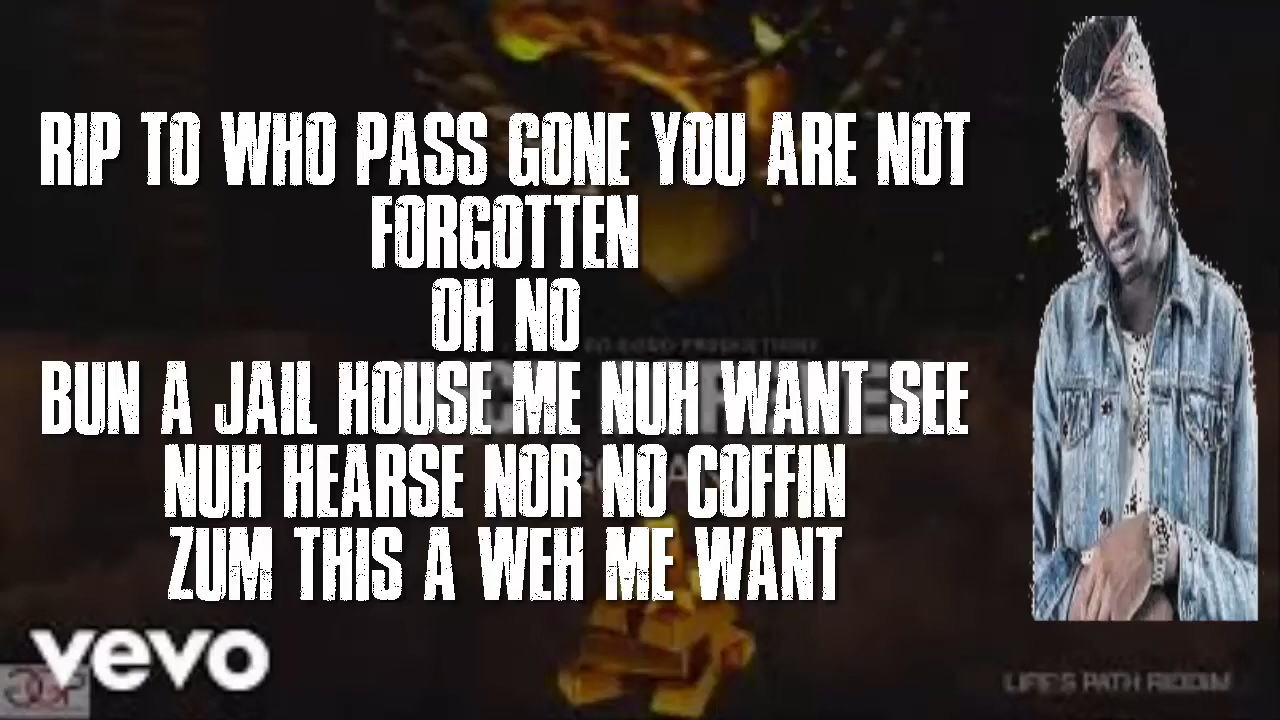 RIP TO WHO PASS GONE YOU ARE NOT
FORGOTTEN
OH NO
BUN A JAIL HOUSE ME NUH WANT SEE
NUH HEARSE NOR NO COFFIN
ZUM THIS A WEH ME WANT
vevo
LIFE'S PATH RIDDIM